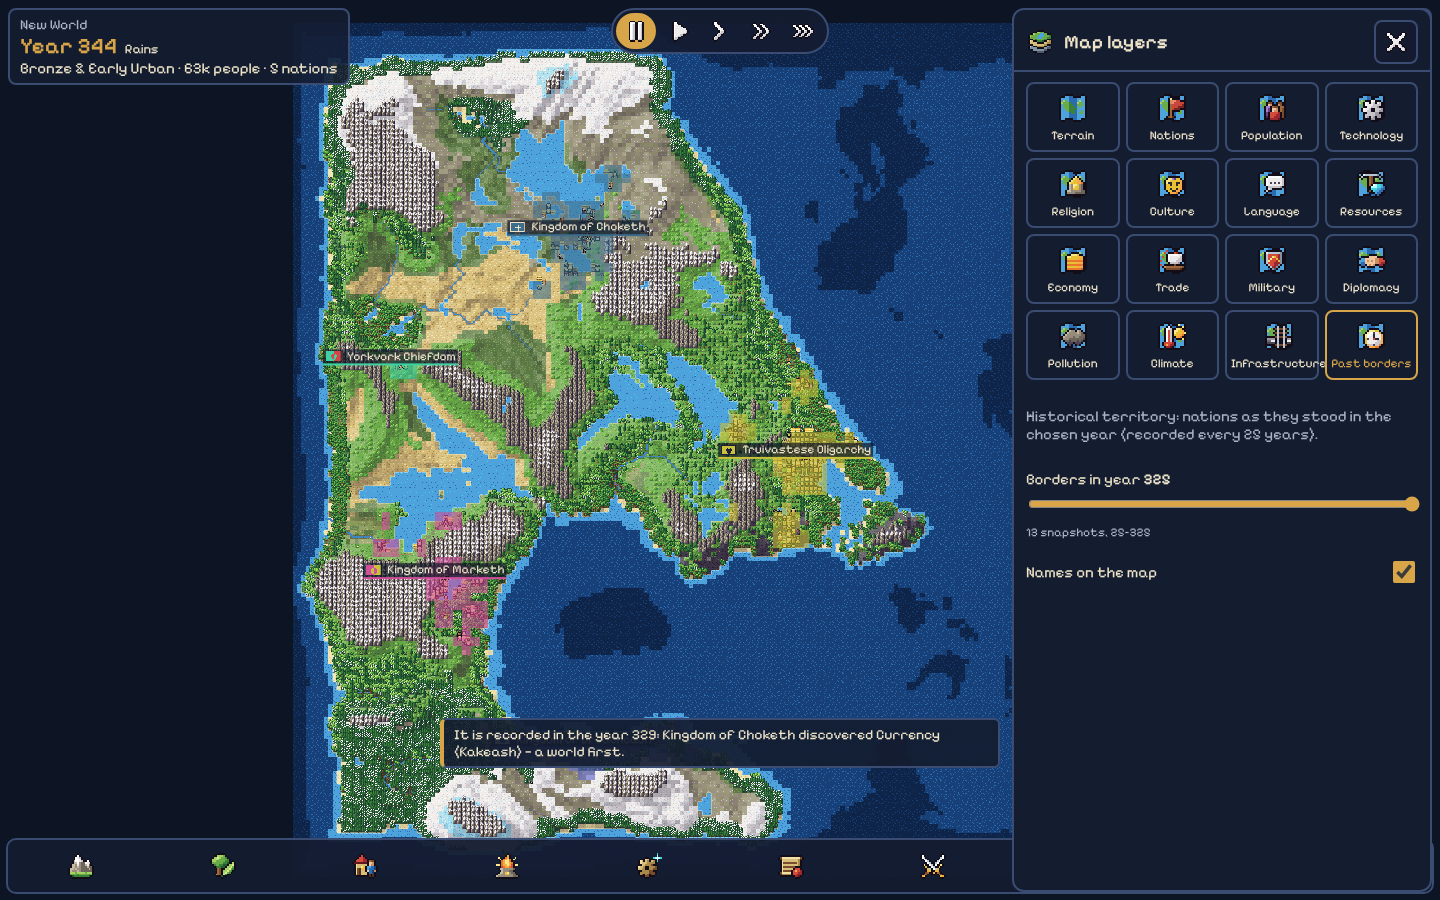 New World
Year 344 Rains
Bronze & Early Urban · 63k people · 5 nations
Map layers
Terrain
Nations
Population
Technology
Religion
Culture
Language
Resources
Economy
Trade
Military
Diplomacy
Pollution
Climate
Infrastructure
Past borders
Historical territory: nations as they stood in the
chosen year (recorded every 25 years).
Borders in year 325
13 snapshots, 25-325
Names on the map
Kingdom of Choketh
Yorkvork Chiefdom
Truivastese Oligarchy
Kingdom of Marketh
It is recorded in the year 329: Kingdom of Choketh discovered Currency
(Kakeash) – a world first.